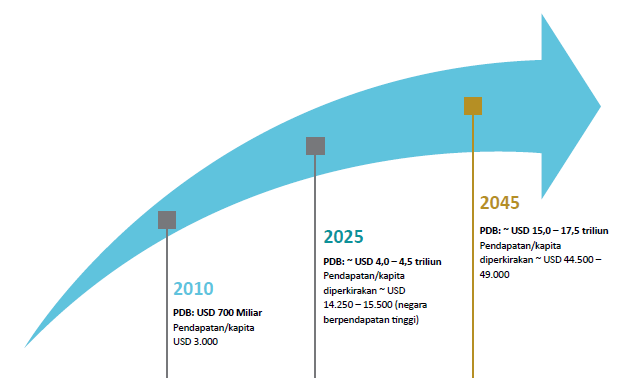 2010
PDB: USD 700 Miliar
Pendapatan/kapita
USD 3.000
2025
PDB: ~ USD 4,0 – 4,5 triliun
Pendapatan/kapita
diperkirakan ~ USD
14.250 – 15.500 (negara
berpendapatan tinggi)
2045
PDB: ~ USD 15,0 – 17,5 triliun
Pendapatan/kapita
diperkirakan ~ USD 44.500 –
49.000